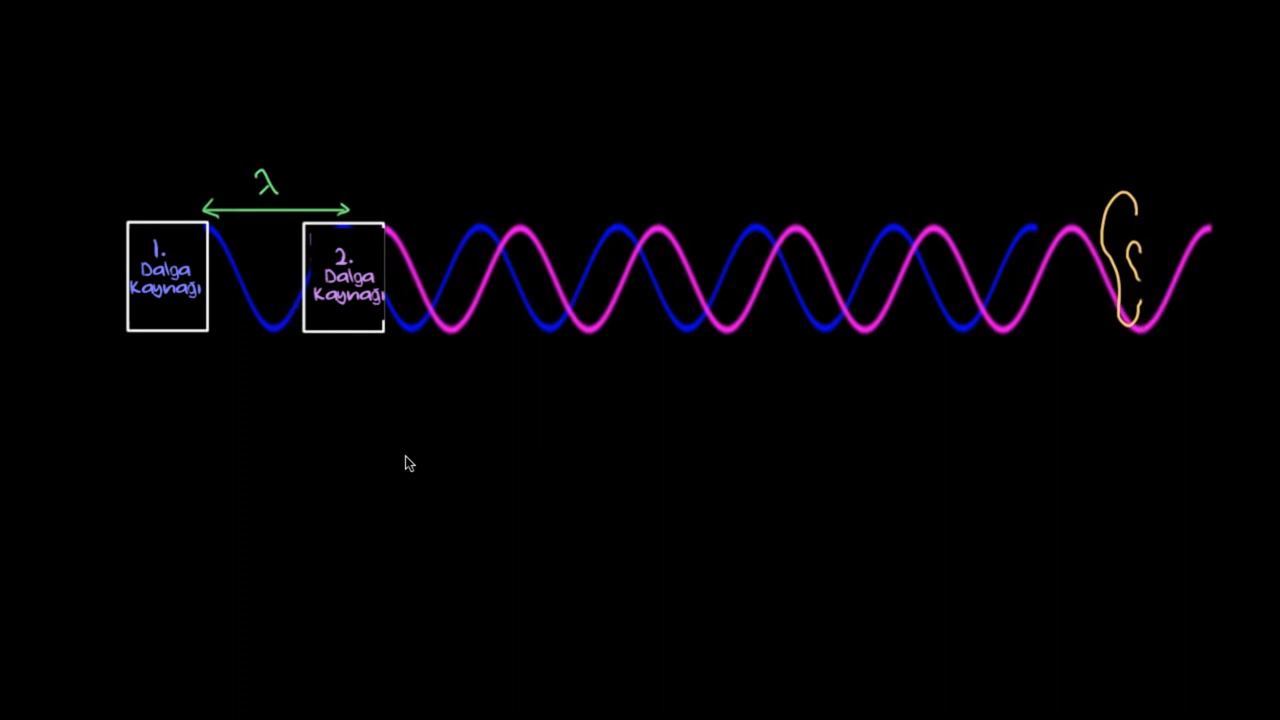 λ
1.
Dalga
Kaynağı
2.
Dalga
Kaynağı